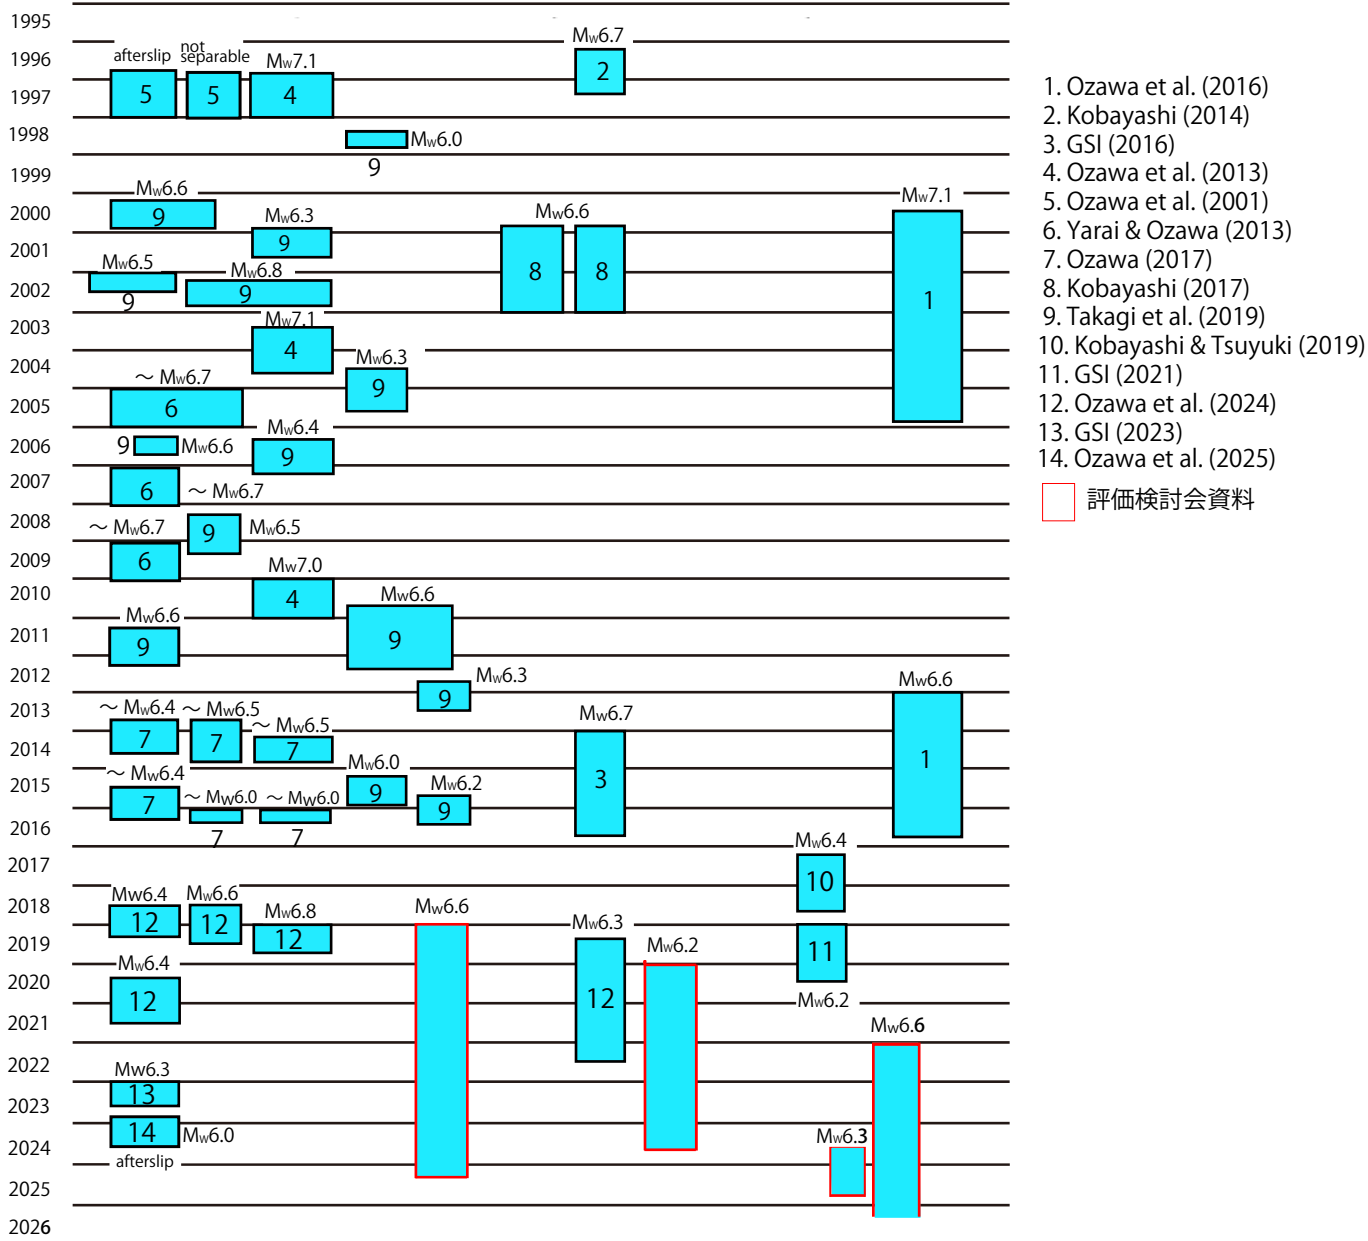 1995
1996
1997
1998
1999
2000
2001
2002
2003
2004
2005
2006
2007
2008
2009
2010
2011
2012
2013
2014
2015
2016
2017
2018
2019
2020
2021
2022
2023
2024
2025
2026
afterslip
not
separable
Mw7.1
Mw6.7
5
5
4
2
Mw6.0
9
Mw6.6
9
Mw6.3
9
Mw6.6
8
8
Mw7.1
1
Mw6.5
9
Mw6.8
9
Mw7.1
4
Mw6.3
9
～ Mw6.7
6
9
Mw6.6
Mw6.4
9
6
～ Mw6.7
～ Mw6.7
9
Mw6.5
6
Mw7.0
4
Mw6.6
9
Mw6.6
9
Mw6.3
9
Mw6.6
1
～ Mw6.4
～ Mw6.5
～ Mw6.5
7
7
7
Mw6.7
3
～ Mw6.4
7
～ Mw6.0
7
～ Mw6.0
7
Mw6.0
9
Mw6.2
9
Mw6.4
10
Mw6.4
12
Mw6.6
12
Mw6.8
12
Mw6.6
Mw6.3
12
Mw6.2
11
Mw6.2
Mw6.4
12
Mw6.6
Mw6.3
13
14
Mw6.0
afterslip
Mw6.3
1. Ozawa et al. (2016)
2. Kobayashi (2014)
3. GSI (2016)
4. Ozawa et al. (2013)
5. Ozawa et al. (2001)
6. Yarai & Ozawa (2013)
7. Ozawa (2017)
8. Kobayashi (2017)
9. Takagi et al. (2019)
10. Kobayashi & Tsuyuki (2019)
11. GSI (2021)
12. Ozawa et al. (2024)
13. GSI (2023)
14. Ozawa et al. (2025)
評価検討会資料